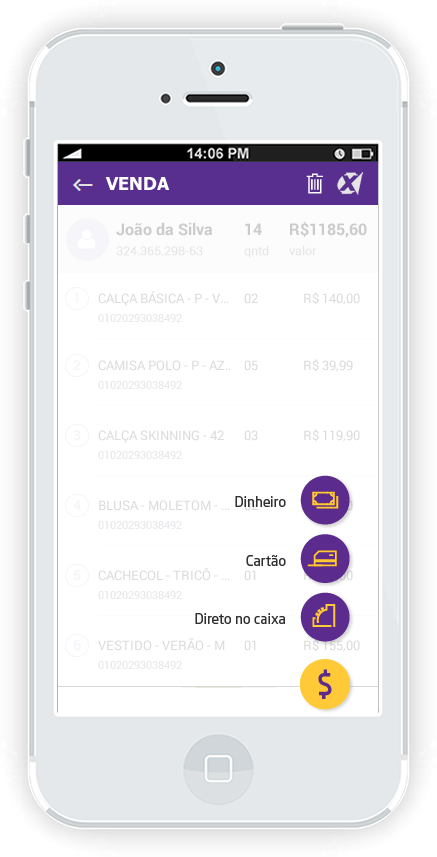 14:06 PM
VENDA
João da Silva 14 R$1185,60
324.365.298-63 qntd valor
1 CALÇA BÁSICA - P - V... 02 R$ 140,00
01020293038492
2 CAMISA POLO - P - AZ.. 05 R$ 39,99
01020293038492
3 CALÇA SKINNING - 42 03 R$ 119,90
01020293038492
4 BLUSA - MOLETOM - ...
Dinheiro
01020293038492
Cartão
5 CACHECOL - TRICÔ - ... 01
01020293038492
Direto no caixa
6 VESTIDO - VERÃO - M 01 R$ 155,00
01020293038492
$